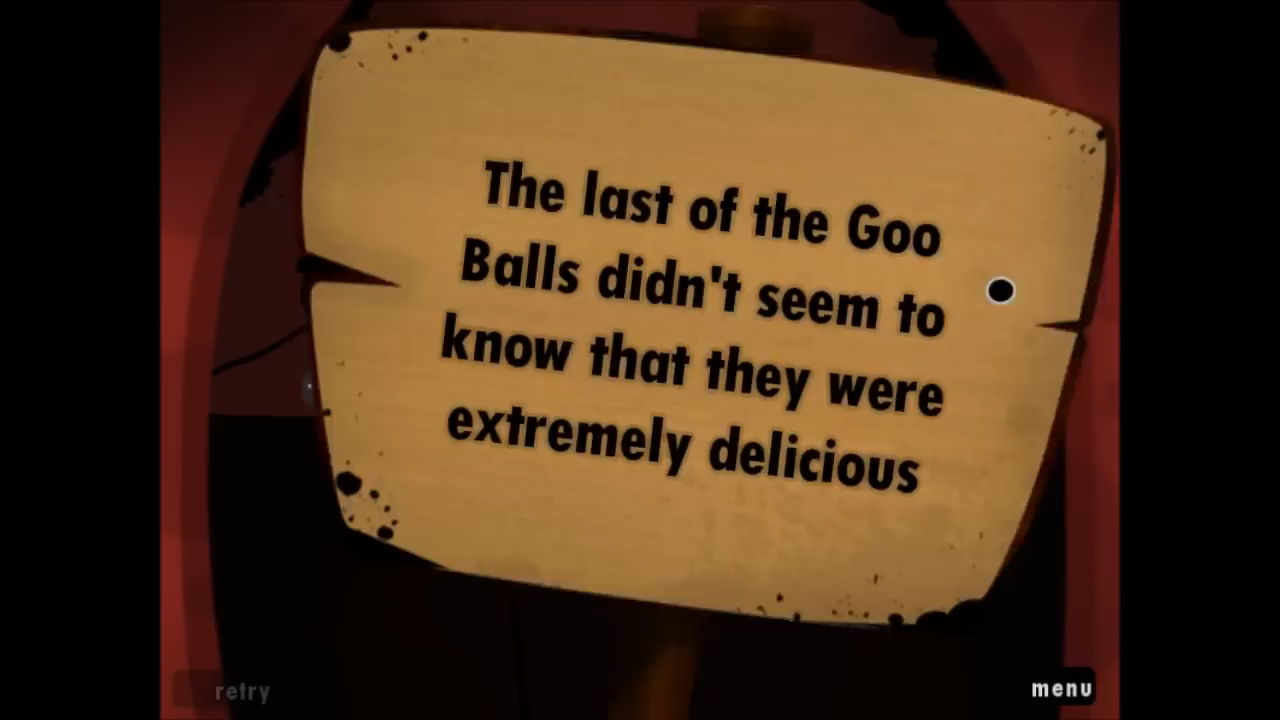 The last of the Goo
Balls didn't seem to
know that they were
extremely delicious
retry
menu